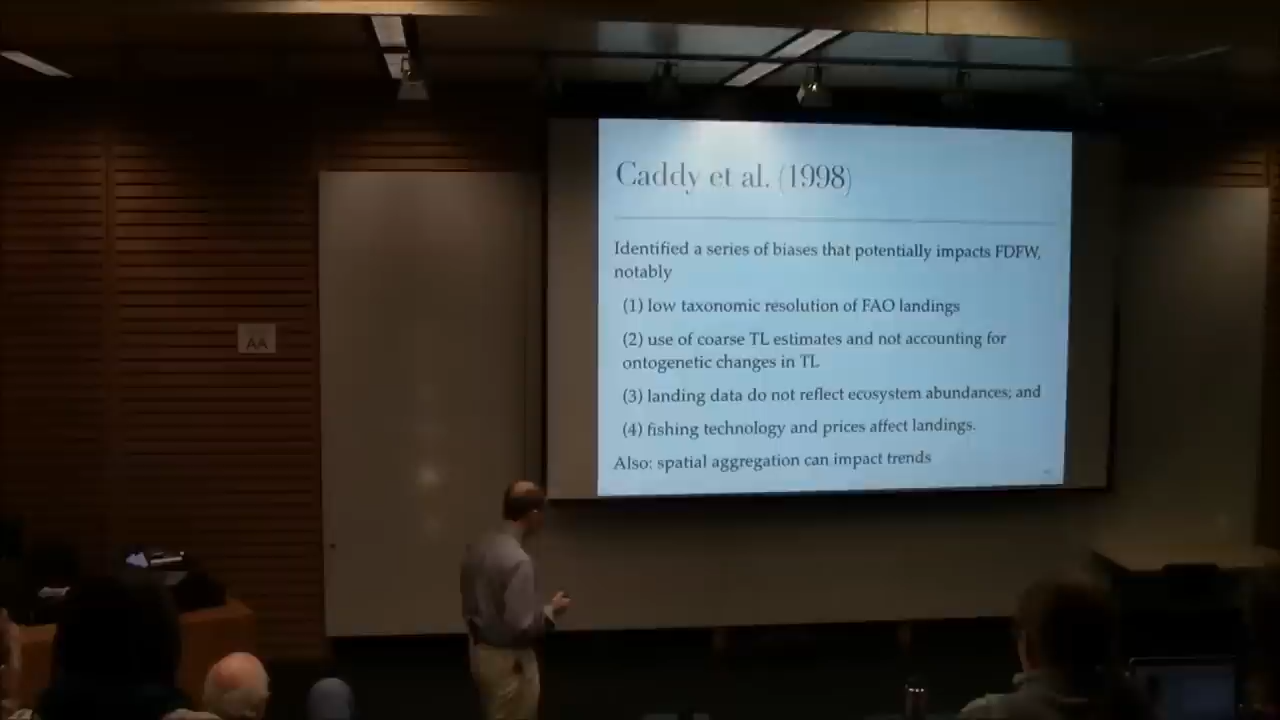 Caddy et al. (1998)
Identified a series of biases that potentially impacts FDFW,
notably
(1) low taxonomic resolution of FAO landings
(2) use of coarse TL estimates and not accounting for
ontogenetic changes in TL
(3) landing data do not reflect ecosystem abundances; and
(4) fishing technology and prices affect landings.
Also: spatial aggregation can impact trends
AA